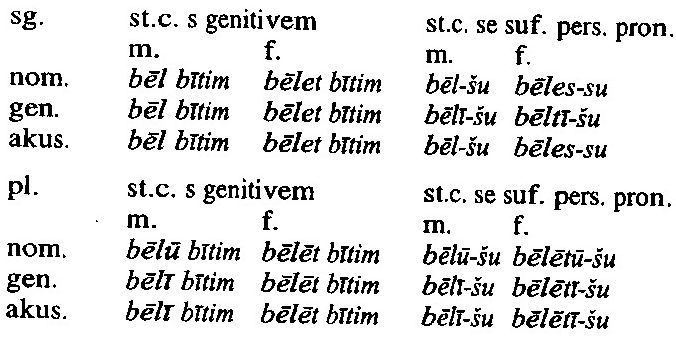 sg. st.c. s genitivem st.c. se suf. pers. pron.
m. f. m. f.
nom. bēl bītim bēlet bītim bēl-šu bēles-su
gen. bēl bītim bēlet bītim bēlī-šu bēltī-šu
akus. bēl bītim bēlet bītim bēl-šu bēles-su
pl. st.c. s genitivem st.c. se suf. pers. pron.
m. f. m. f.
nom. bēlū bītim bēlēt bītim bēlū-šu bēlētū-šu
gen. bēlī bītim bēlēt bītim bēlī-šu bēlētī-šu
akus. bēlī bītim bēlēt bītim bēlī-šu bēlētī-šu